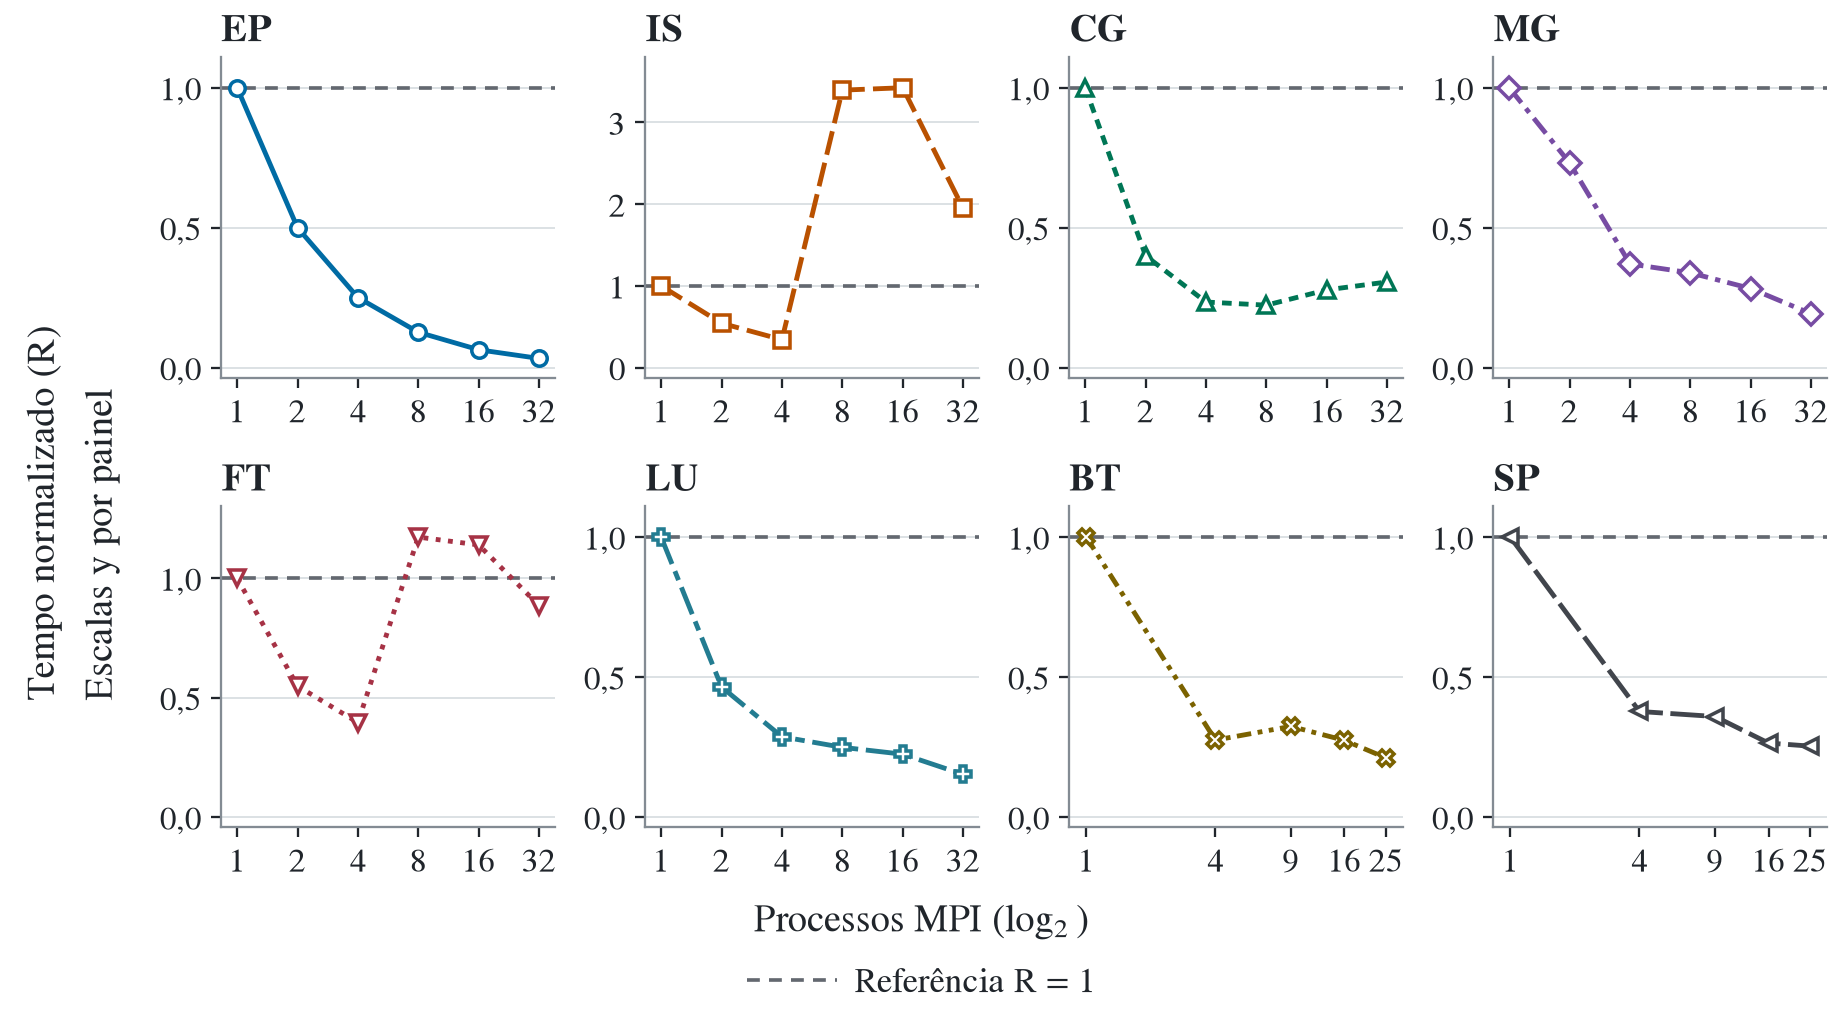 EP IS CG MG
1,0 1,0 1,0
3
2
0,5 0,5 0,5
1
0,0 0 0,0 0,0
1 2 4 8 16 32 1 2 4 8 16 32 1 2 4 8 16 32 1 2 4 8 16 32
Tempo normalizado (R)
Escalas y por painel
FT LU BT SP
1,0 1,0 1,0 1,0
0,5 0,5 0,5 0,5
0,0 0,0 0,0 0,0
1 2 4 8 16 32 1 2 4 8 16 32 1 4 9 16 25 1 4 9 16 25
Processos MPI (log₂ )
Referência R = 1